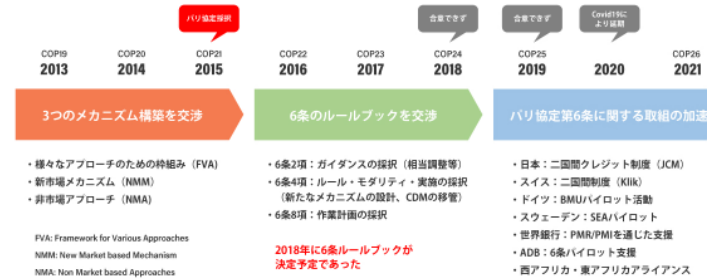 パリ協定採択
合意できず
合意できず
Covid19に
より延期
COP19
2013
COP20
2014
COP21
2015
COP22
2016
COP23
2017
COP24
2018
COP25
2019
2020
COP26
2021
3つのメカニズム構築を交渉
6条のルールブックを交渉
パリ協定第6条に関する取組の加速
・様々なアプローチのための枠組み（FVA）
・新市場メカニズム（NMM）
・非市場アプローチ（NMA）
FVA: Framework for Various Approaches
NMM: New Market based Mechanism
NMA: Non Market based Approaches
・6条2項：ガイダンスの採択（相当調整等）
・6条4項：ルール・モダリティ・実施の採択
（新たなメカニズムの設計、CDMの移管）
・6条8項：作業計画の採択
2018年に6条ルールブックが
決定予定であった
・日本：二国間クレジット制度（JCM）
・スイス：二国間制度（Klik）
・ドイツ：BMUパイロット活動
・スウェーデン：SEAパイロット
・世界銀行：PMR/PMIを通じた支援
・ADB：6条パイロット支援
・西アフリカ・東アフリカアライアンス